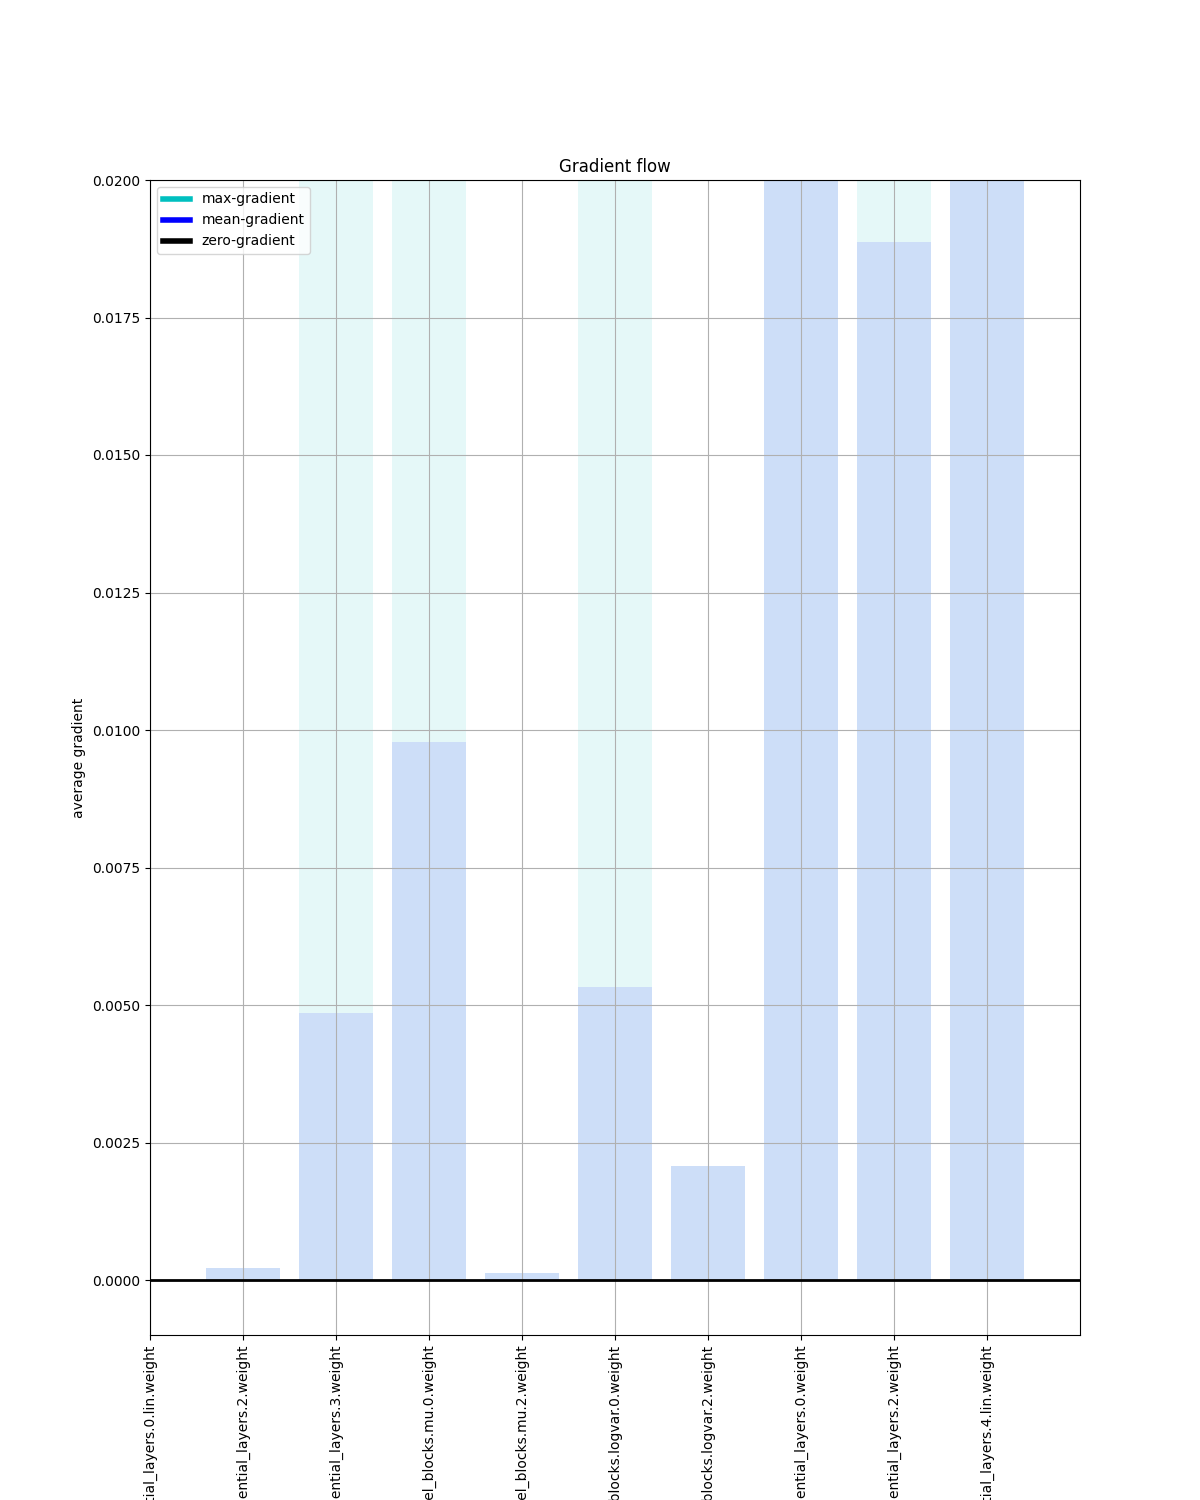 Gradient flow
max-gradient
mean-gradient
zero-gradient
0.0200
0.0175
0.0150
0.0125
0.0100
0.0075
0.0050
0.0025
0.0000
average gradient
tial_layers.0.lin.weight
ential_layers.2.weight
ential_layers.3.weight
el_blocks.mu.0.weight
el_blocks.mu.2.weight
blocks.logvar.0.weight
blocks.logvar.2.weight
ential_layers.0.weight
ential_layers.2.weight
tial_layers.4.lin.weight